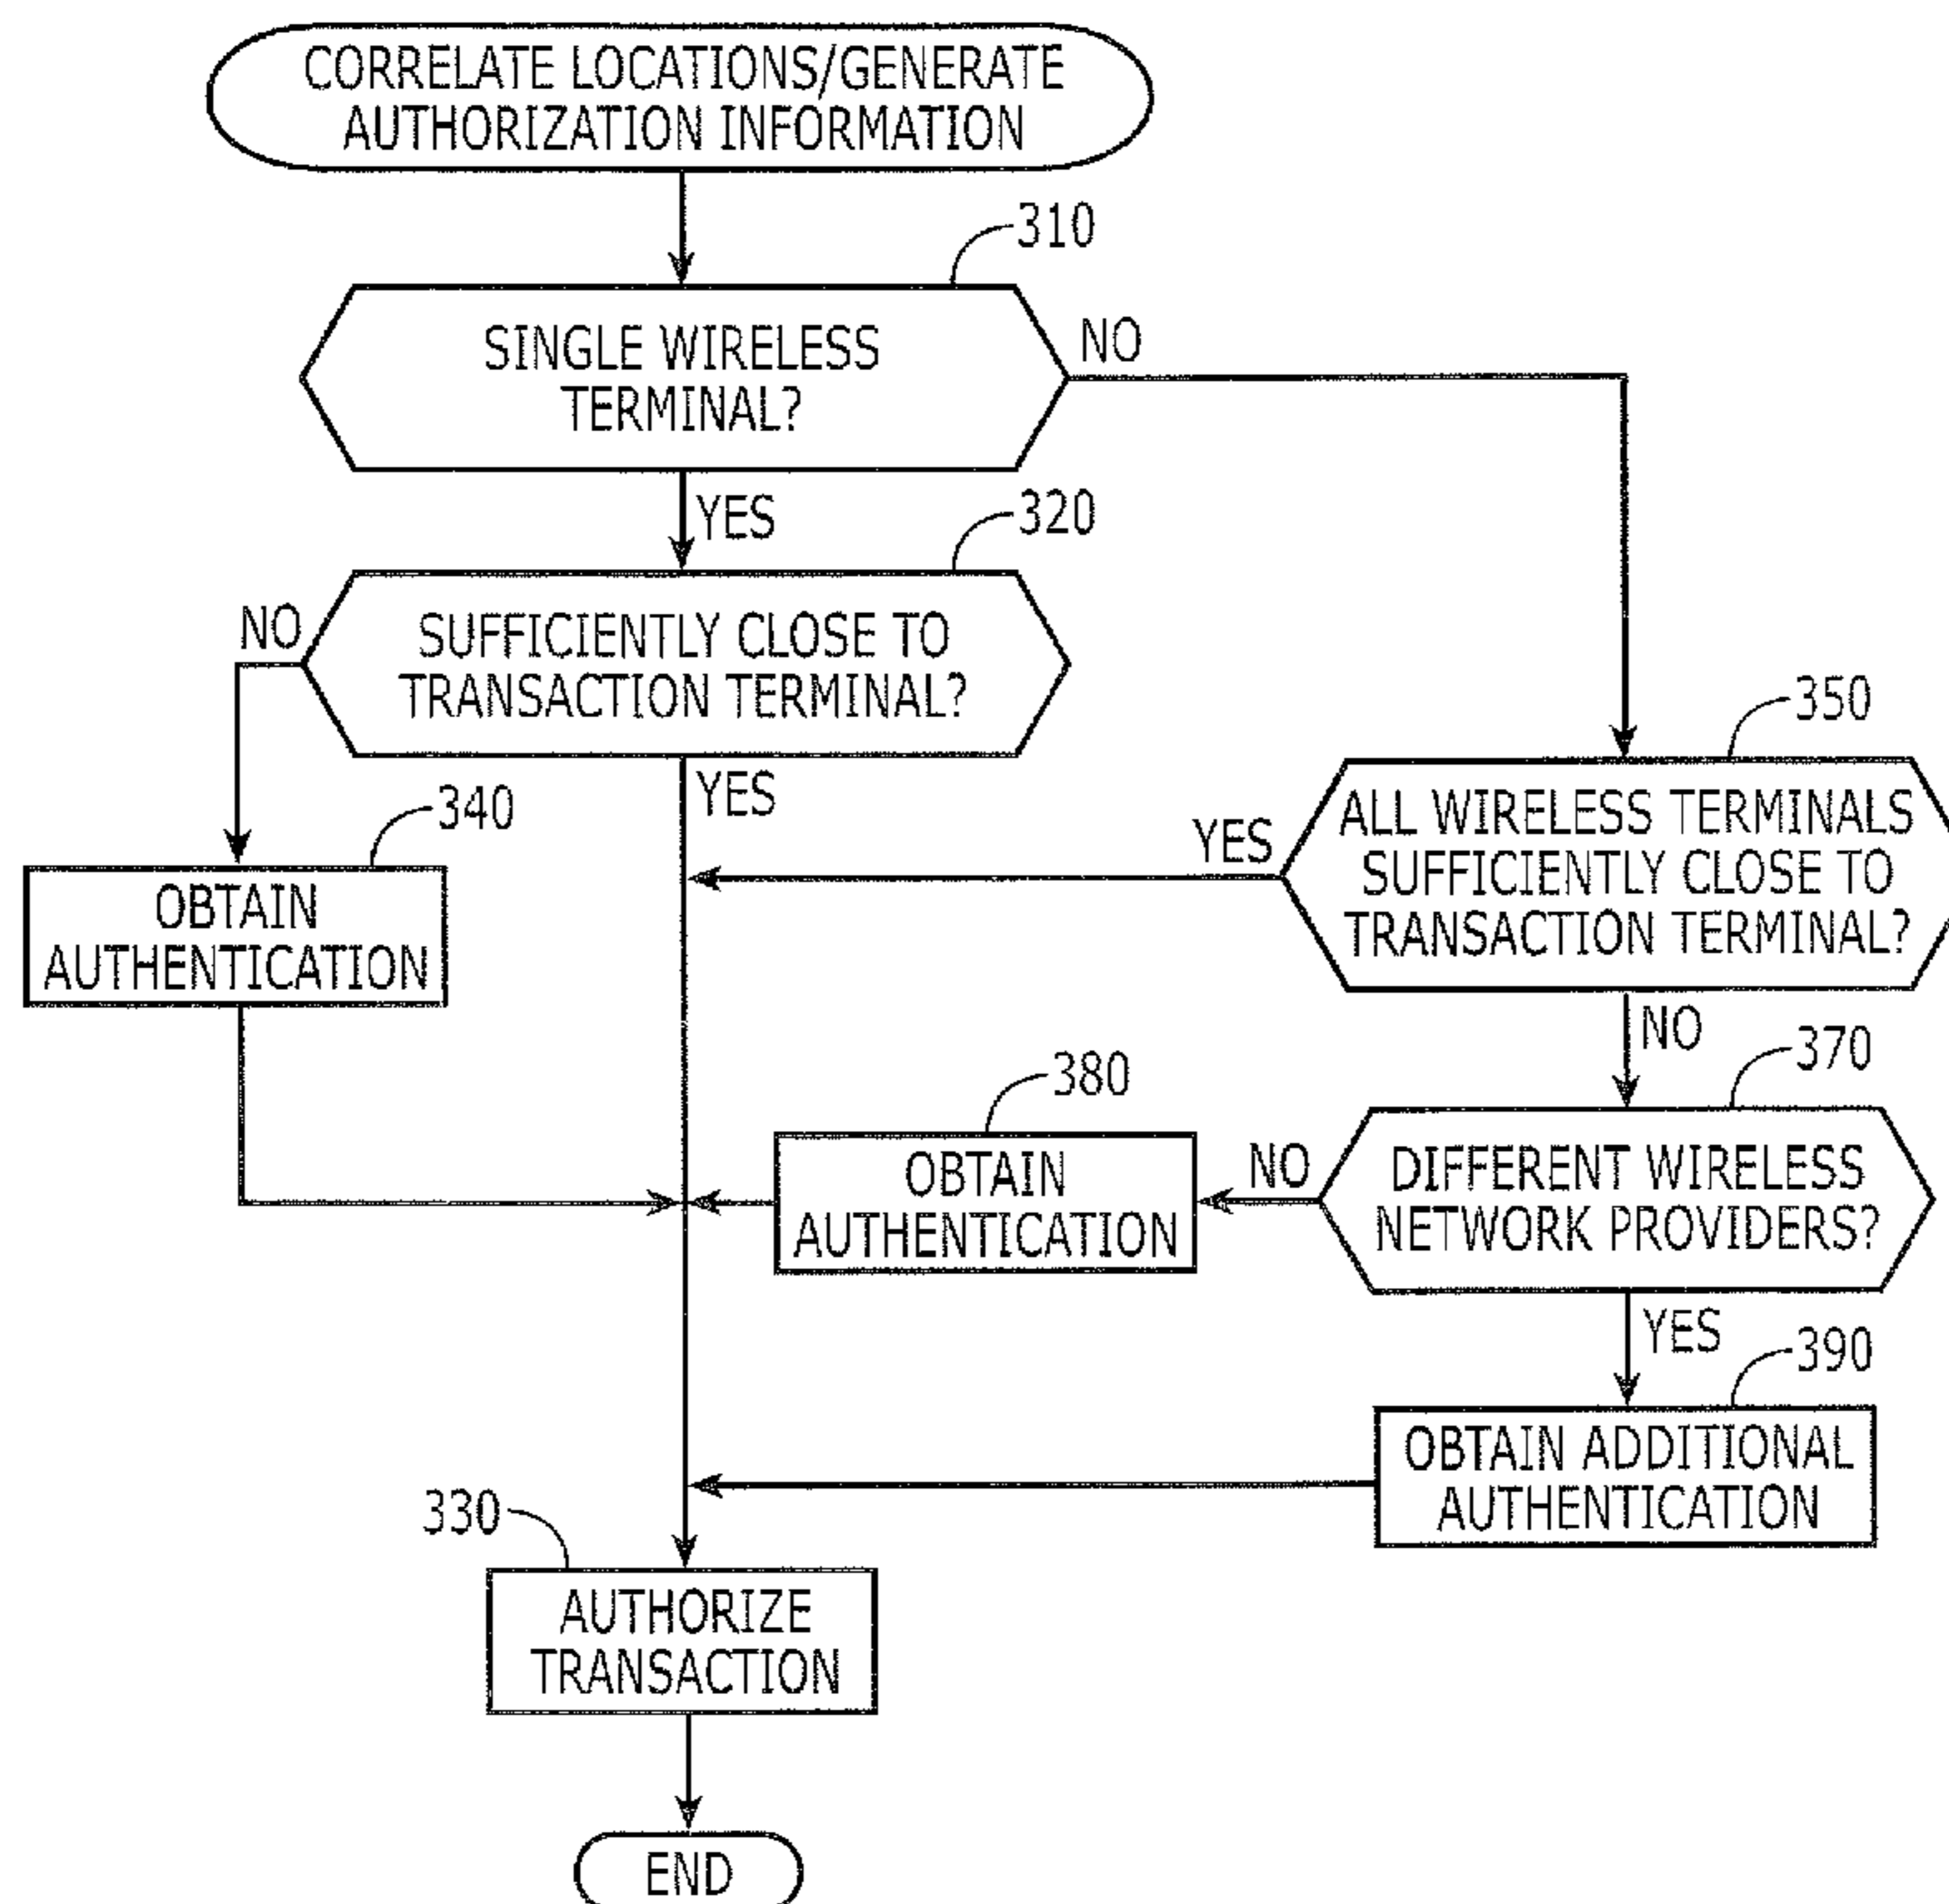 CORRELATE LOCATIONS/GENERATE
AUTHORIZATION INFORMATION
310
SINGLE WIRELESS
TERMINAL?
NO
YES
320
SUFFICIENTLY CLOSE TO
TRANSACTION TERMINAL?
NO
YES
340
OBTAIN
AUTHENTICATION
350
ALL WIRELESS TERMINALS
SUFFICIENTLY CLOSE TO
TRANSACTION TERMINAL?
YES
NO
370
DIFFERENT WIRELESS
NETWORK PROVIDERS?
NO
380
OBTAIN
AUTHENTICATION
YES
390
OBTAIN ADDITIONAL
AUTHENTICATION
330
AUTHORIZE
TRANSACTION
END